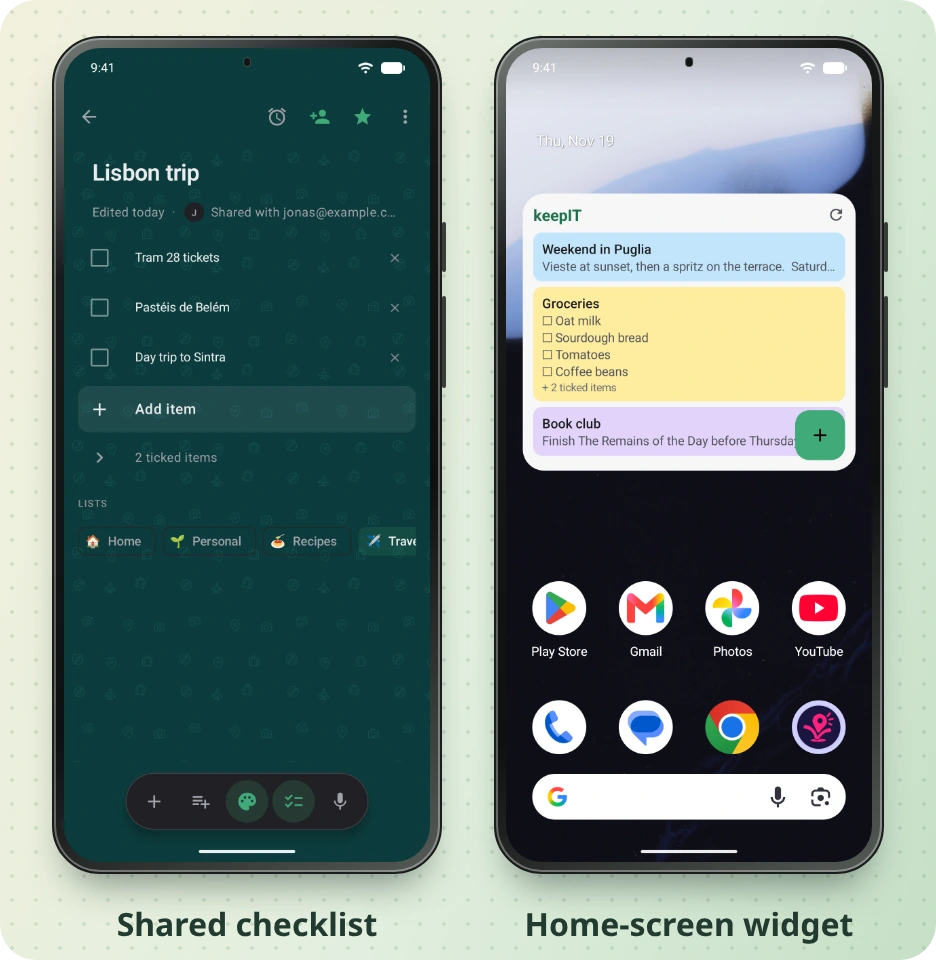 9:41
Lisbon trip
Edited today · J Shared with jonas@example.c...
Tram 28 tickets
Pastéis de Belém
Day trip to Sintra
Add item
2 ticked items
LISTS
Home Personal Recipes Trave
Shared checklist
9:41
Thu, Nov 19
keepIT
Weekend in Puglia
Vieste at sunset, then a spritz on the terrace. Saturd...
Groceries
Oat milk
Sourdough bread
Tomatoes
Coffee beans
+ 2 ticked items
Book club
Finish The Remains of the Day before Thursday
Play Store Gmail Photos YouTube
Home-screen widget